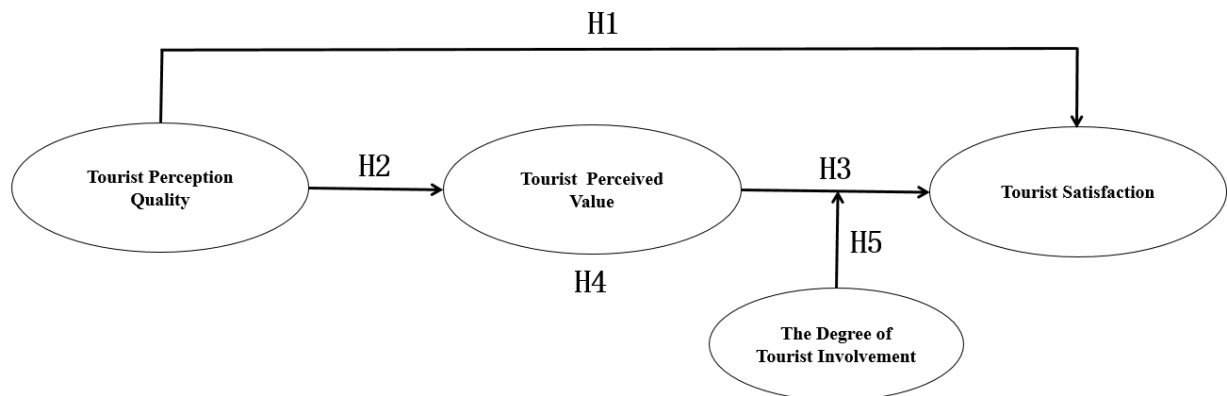 H1
Tourist Perception
Quality
H2
Tourist Perceived
Value
H3
Tourist Satisfaction
H4
H5
The Degree of
Tourist Involvement